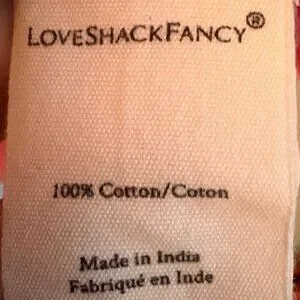 LOVESHACKFANCY®
100% Cotton/Coton
Made in India
Fabriqué en Inde